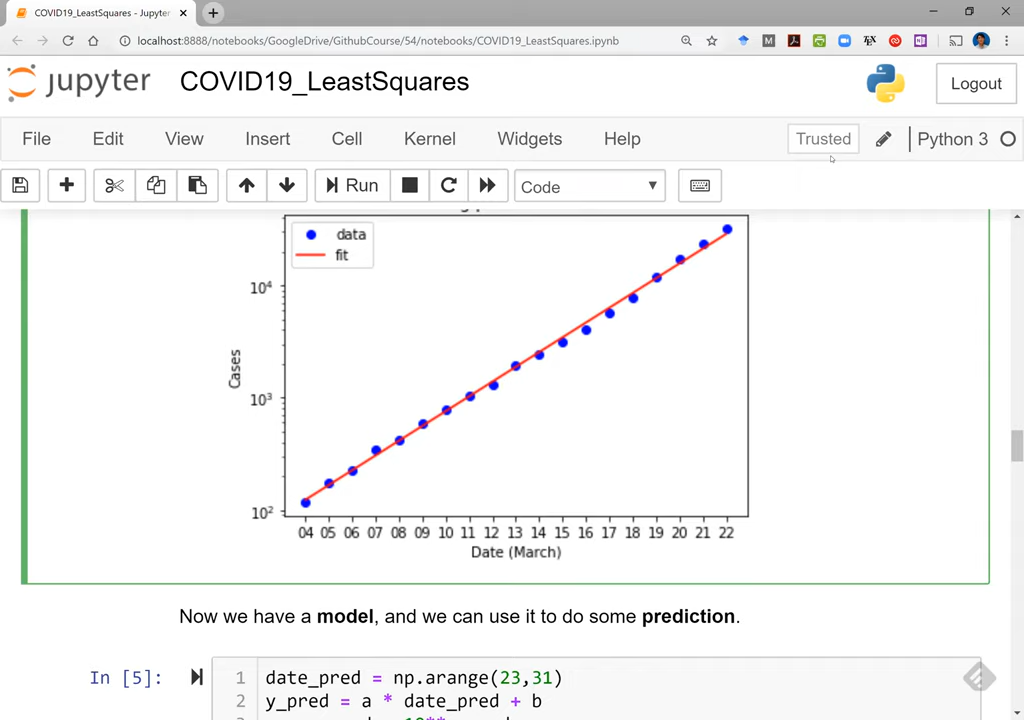 COVID19_LeastSquares - Jupyter
localhost:8888/notebooks/GoogleDrive/GithubCourse/54/notebooks/COVID19_LeastSquares.ipynb
jupyter COVID19_LeastSquares
Logout
File Edit View Insert Cell Kernel Widgets Help Trusted Python 3
Run Code
data
fit
10⁴
10³
10²
Cases
04 05 06 07 08 09 10 11 12 13 14 15 16 17 18 19 20 21 22
Date (March)
Now we have a model, and we can use it to do some prediction.
In [5]:
1 date_pred = np.arange(23,31)
2 y_pred = a * date_pred + b